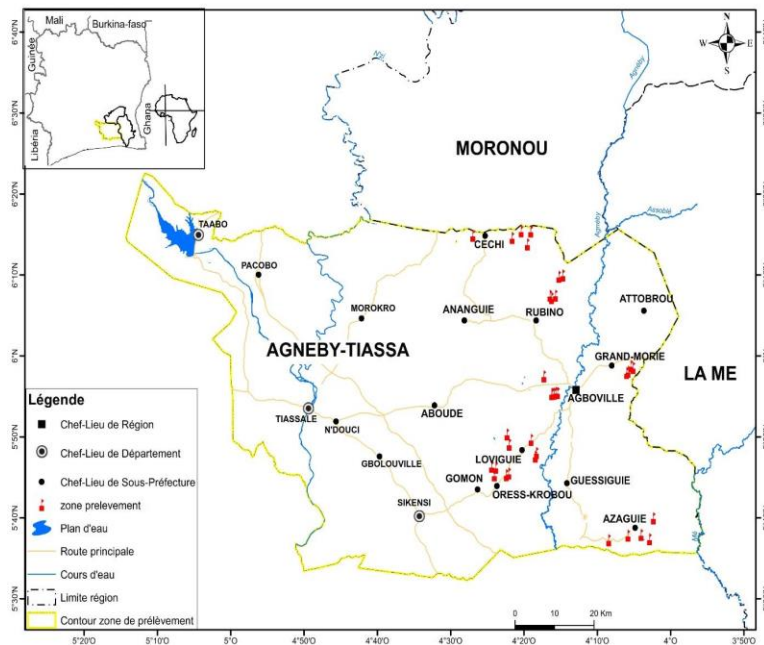 Mali
Burkina-faso
Guinée
Ghana
Libéria
N
W E
S
6°40'N
6°30'N
6°20'N
6°10'N
6°N
5°50'N
5°40'N
5°30'N
Nzi
Agnéby
MORONOU
Agnéby
TAABO
CECHI
PACOBO
ATTOBROU
MOROKRO
ANANGUIE
RUBINO
AGNEBY-TIASSA
GRAND-MORIE
LA ME
AGBOVILLE
TIASSALE
ABOUDE
N'DOUCI
LOVIGUIE
GBOLOUVILLE
GOMON
GUESSIGUIE
ORESS-KROBOU
SIKENSI
AZAGUIE
Mé
Légende
Chef-Lieu de Région
Chef-Lieu de Département
Chef-Lieu de Sous-Préfecture
zone prelevement
Plan d'eau
Route principale
Cours d'eau
Limite région
Contour zone de prélèvement
0 10 20 Km
5°20'O 5°10'O 5°O 4°50'O 4°40'O 4°30'O 4°20'O 4°10'O 4°O 3°50'O